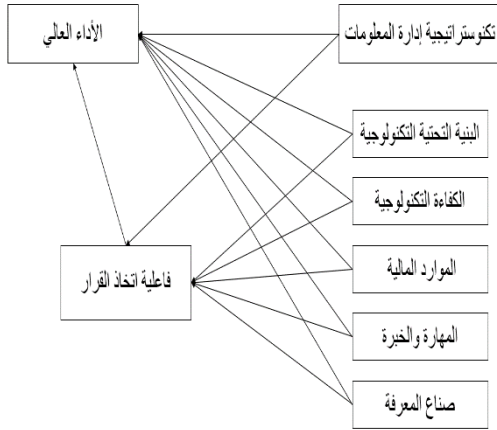 تكنوستراتيجية إدارة المعلومات
الأداء العالي
البنية التحتية التكنولوجية
الكفاءة التكنولوجية
الموارد المالية
فاعلية اتخاذ القرار
المهارة والخبرة
صناع المعرفة